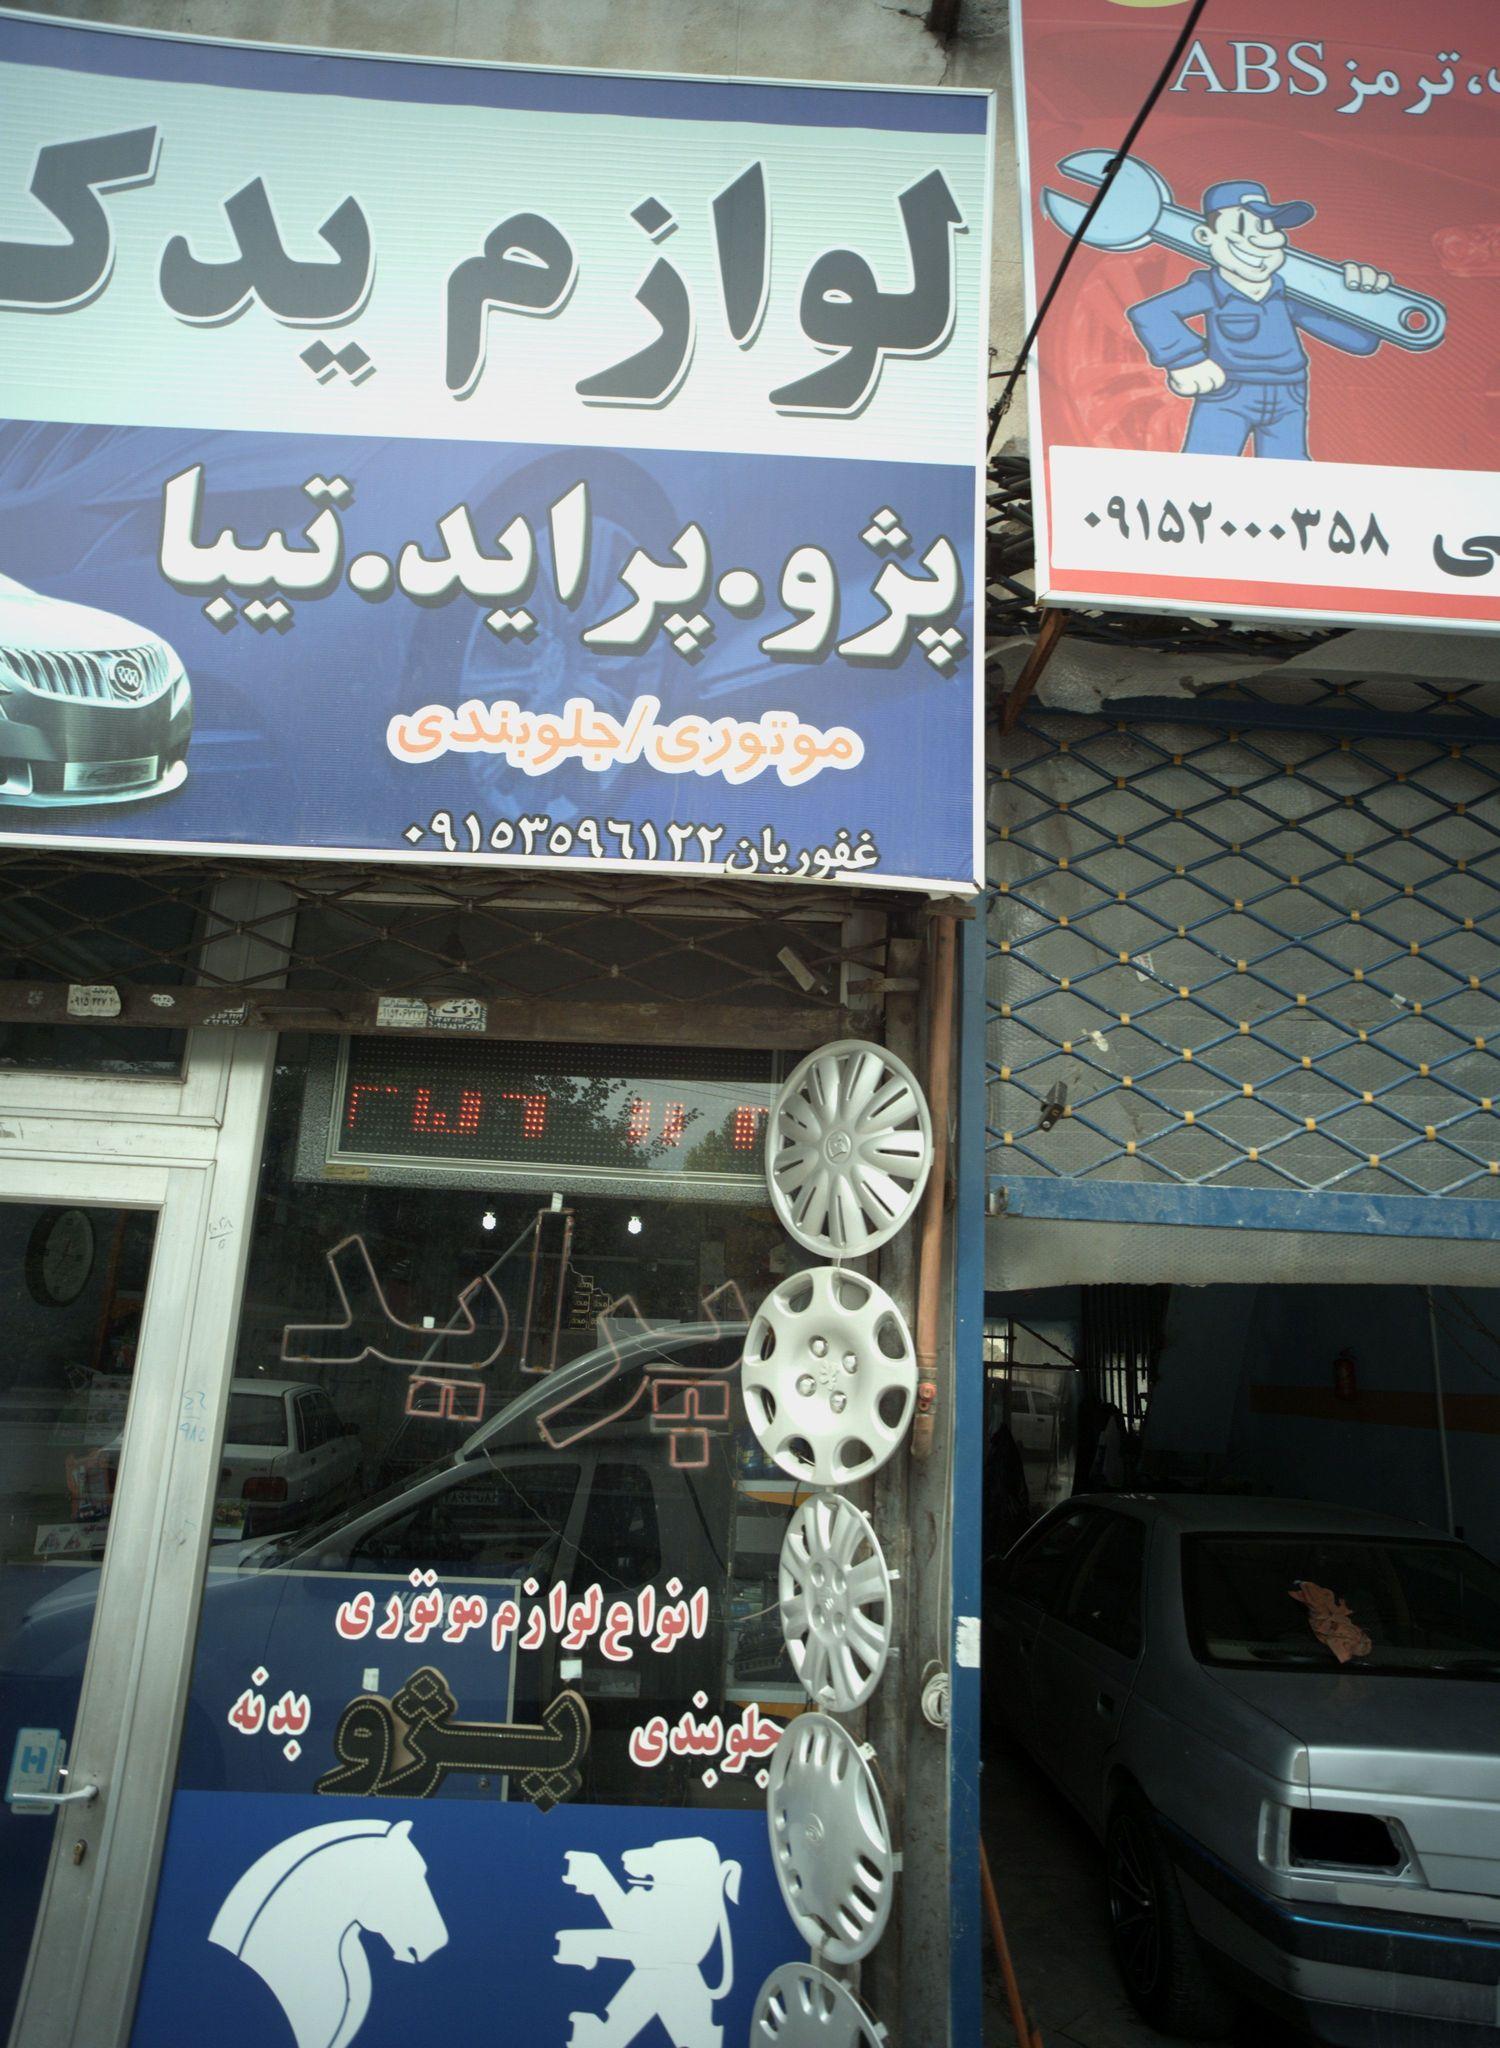 لوازم یدک
پژو.پراید.تیبا
موتوری/جلوبندی
غفوریان ۰۹۱۵۳۵۹۶۱۲۲
ترمز ABS
۰۹۱۵۲۰۰۰۳۵۸
اراک
پراید
انواع لوازم موتوری
جلوبندی
پژو
بدنه